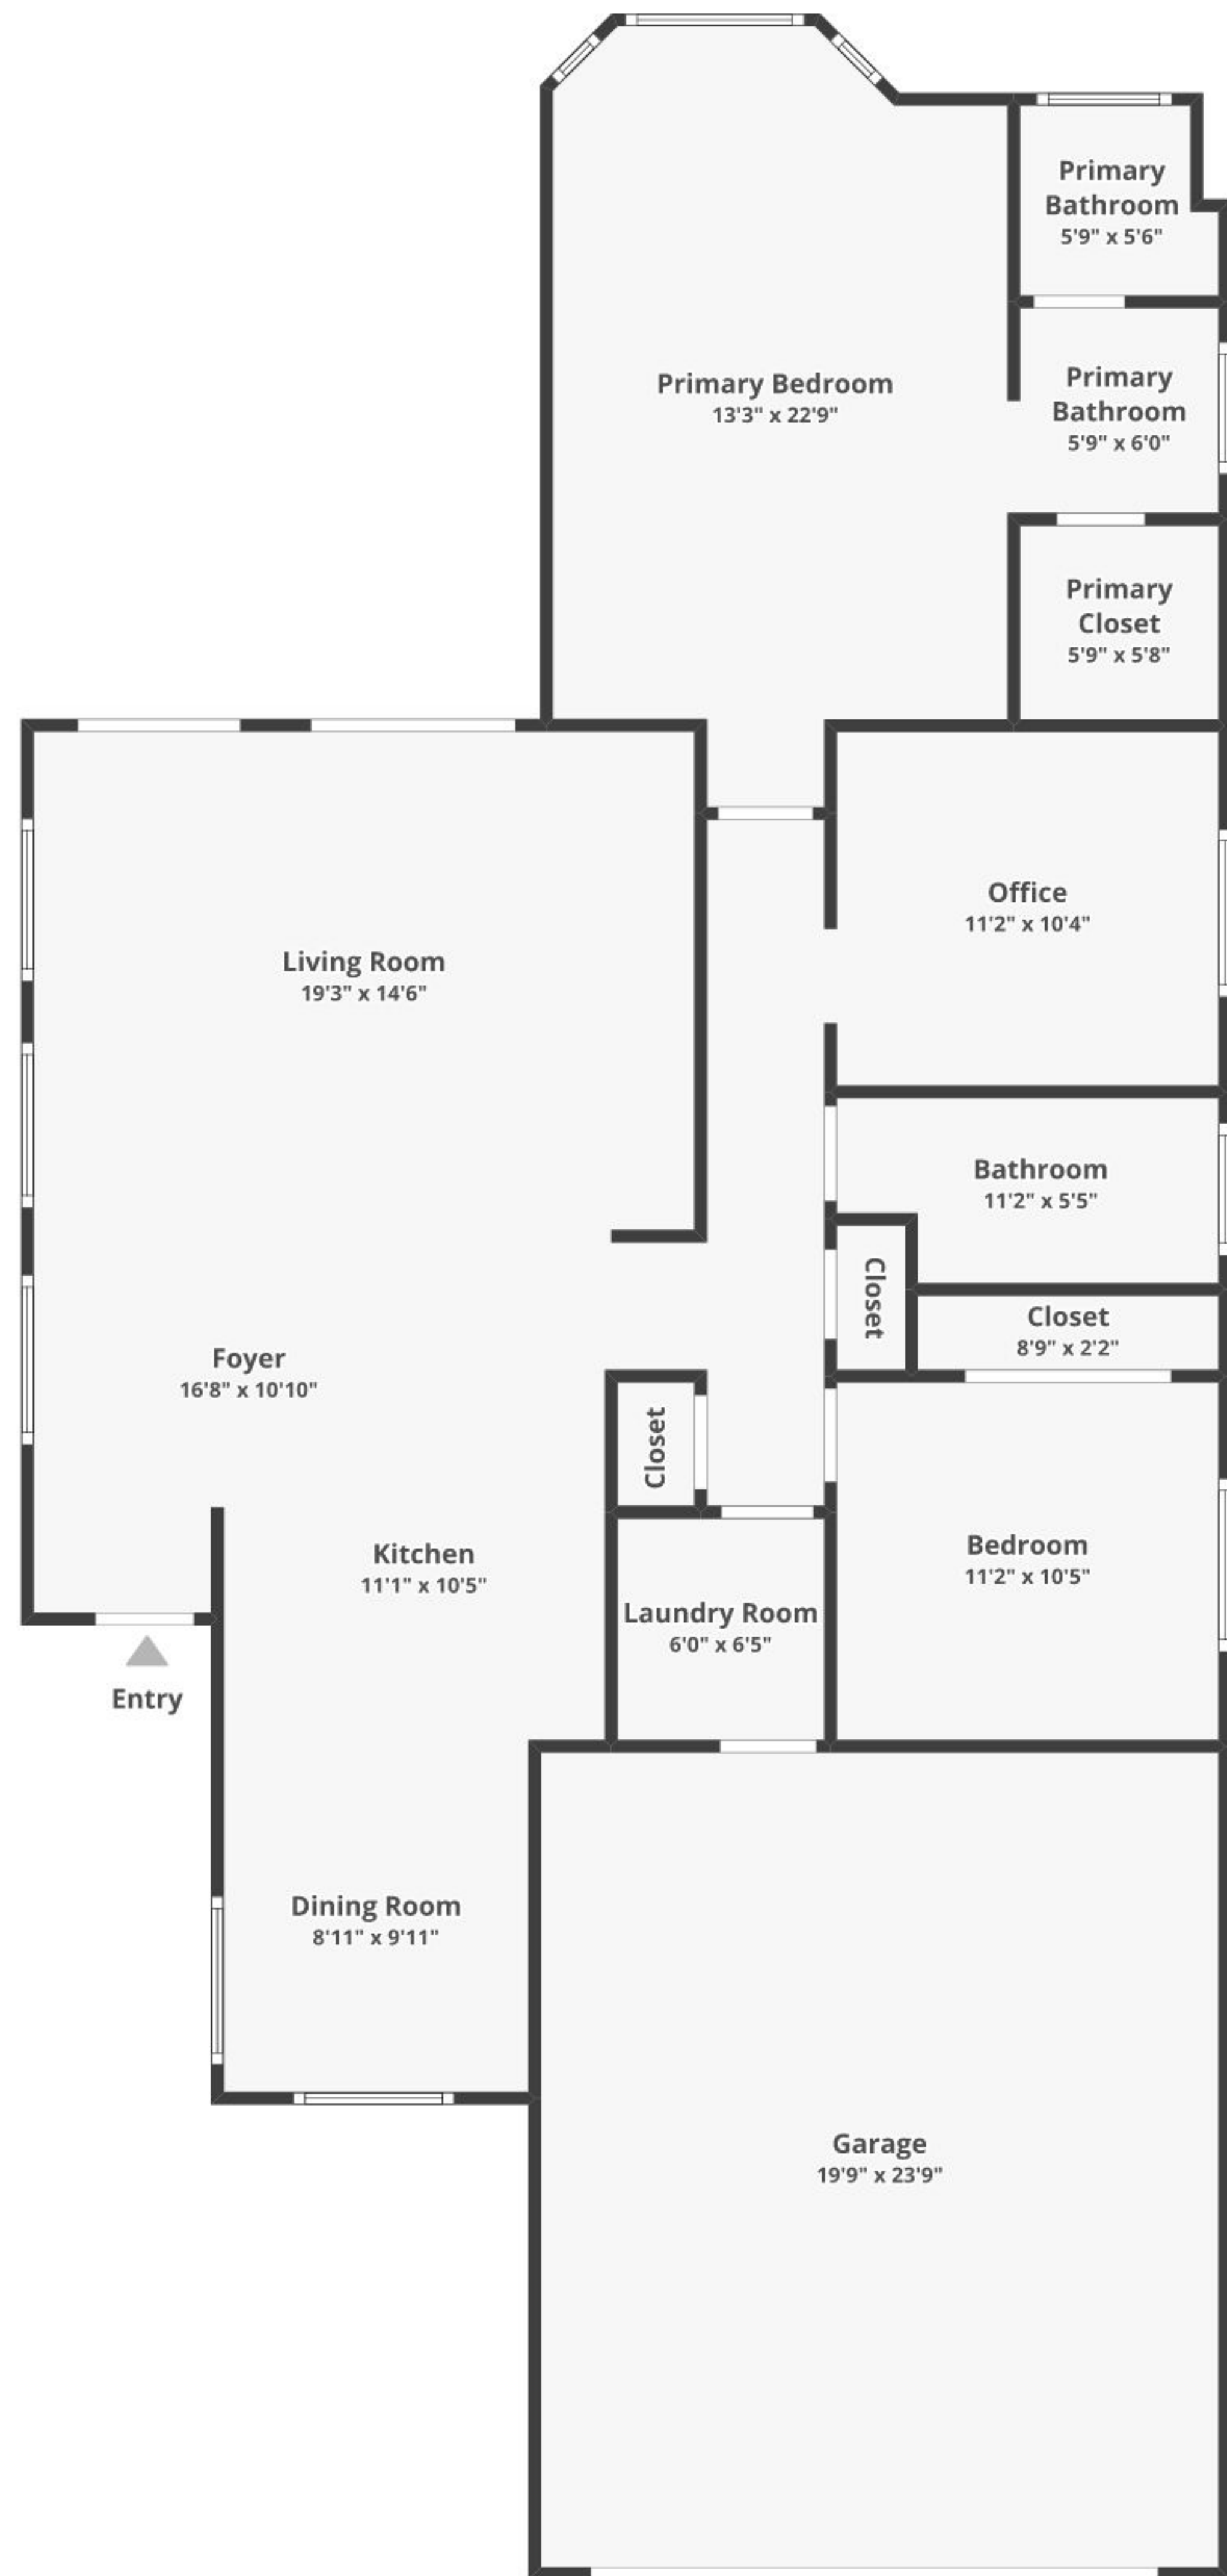 Primary
Bathroom
5'9" x 5'6"
Primary Bedroom
13'3" x 22'9"
Primary
Bathroom
5'9" x 6'0"
Primary
Closet
5'9" x 5'8"
Office
11'2" x 10'4"
Living Room
19'3" x 14'6"
Bathroom
11'2" x 5'5"
Closet
Closet
8'9" x 2'2"
Foyer
16'8" x 10'10"
Closet
Kitchen
11'1" x 10'5"
Bedroom
11'2" x 10'5"
Laundry Room
6'0" x 6'5"
Entry
Dining Room
8'11" x 9'11"
Garage
19'9" x 23'9"